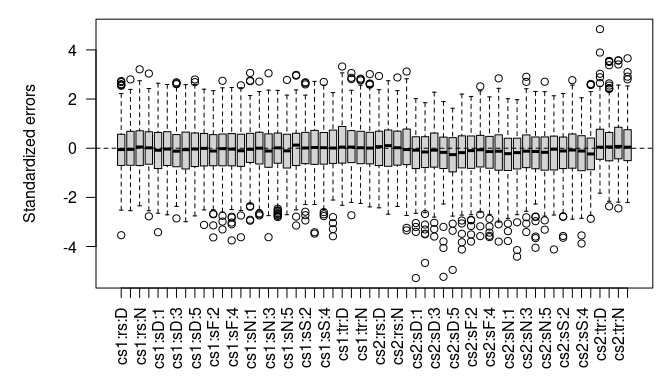 4
2
0
-2
-4
Standardized errors
cs1:rs:D
cs1:rs:N
cs1:sD:1
cs1:sD:3
cs1:sD:5
cs1:sF:2
cs1:sF:4
cs1:sN:1
cs1:sN:3
cs1:sN:5
cs1:sS:2
cs1:sS:4
cs1:tr:D
cs1:tr:N
cs2:rs:D
cs2:rs:N
cs2:sD:1
cs2:sD:3
cs2:sD:5
cs2:sF:2
cs2:sF:4
cs2:sN:1
cs2:sN:3
cs2:sN:5
cs2:sS:2
cs2:sS:4
cs2:tr:D
cs2:tr:N